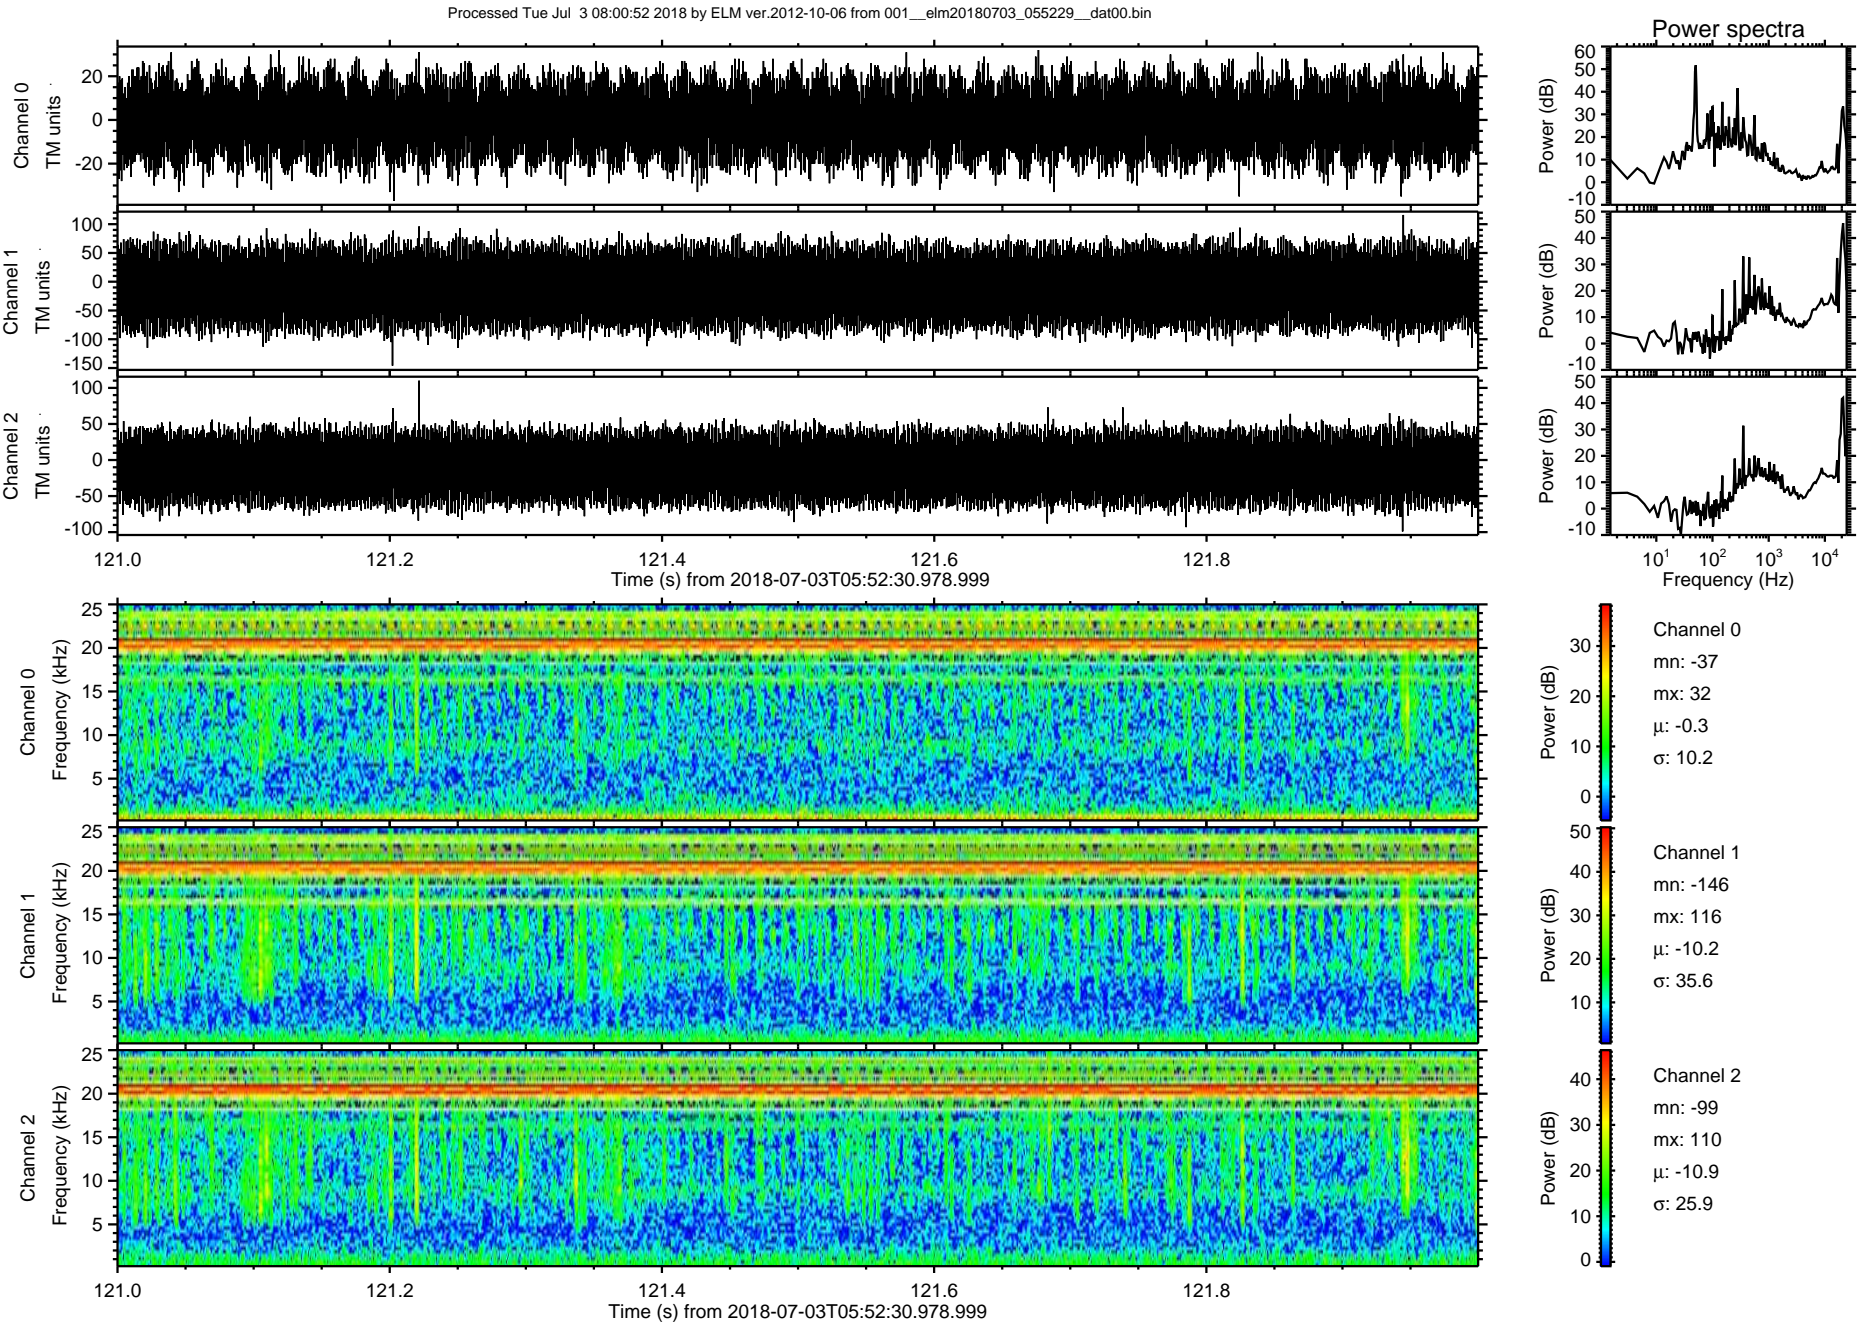 Processed Tue Jul  3 08:00:52 2018 by ELM ver.2012-10-06 from 001__elm20180703_055229__dat00.bin
Power spectra
Channel 0
TM units
20
0
-20
Power (dB)
60
50
40
30
20
10
0
-10
Channel 1
TM units
100
50
0
-50
-100
-150
Power (dB)
50
40
30
20
10
0
-10
Channel 2
TM units
100
50
0
-50
-100
Power (dB)
50
40
30
20
10
0
-10
121.0 121.2 121.4 121.6 121.8
Time (s) from 2018-07-03T05:52:30.978.999
10^1 10^2 10^3 10^4
Frequency (Hz)
Channel 0
Frequency (kHz)
25
20
15
10
5
Power (dB)
30
20
10
0
Channel 0
mn: -37
mx: 32
μ: -0.3
σ: 10.2
Channel 1
Frequency (kHz)
25
20
15
10
5
Power (dB)
50
40
30
20
10
Channel 1
mn: -146
mx: 116
μ: -10.2
σ: 35.6
Channel 2
Frequency (kHz)
25
20
15
10
5
Power (dB)
40
30
20
10
0
Channel 2
mn: -99
mx: 110
μ: -10.9
σ: 25.9
121.0 121.2 121.4 121.6 121.8
Time (s) from 2018-07-03T05:52:30.978.999